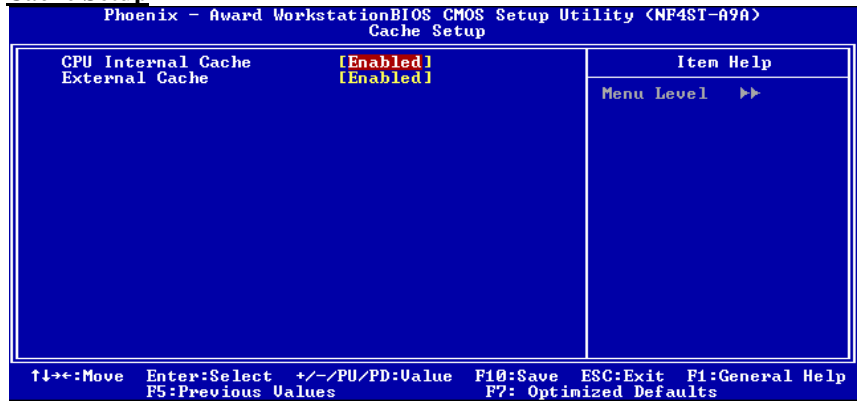 Phoenix - Award WorkstationBIOS CMOS Setup Utility (NF4ST-A9A)
Cache Setup
CPU Internal Cache [Enabled]
External Cache [Enabled]
Item Help
Menu Level ▶▶
↑↓→←:Move Enter:Select +/-/PU/PD:Value F10:Save ESC:Exit F1:General Help
F5:Previous Values F7: Optimized Defaults